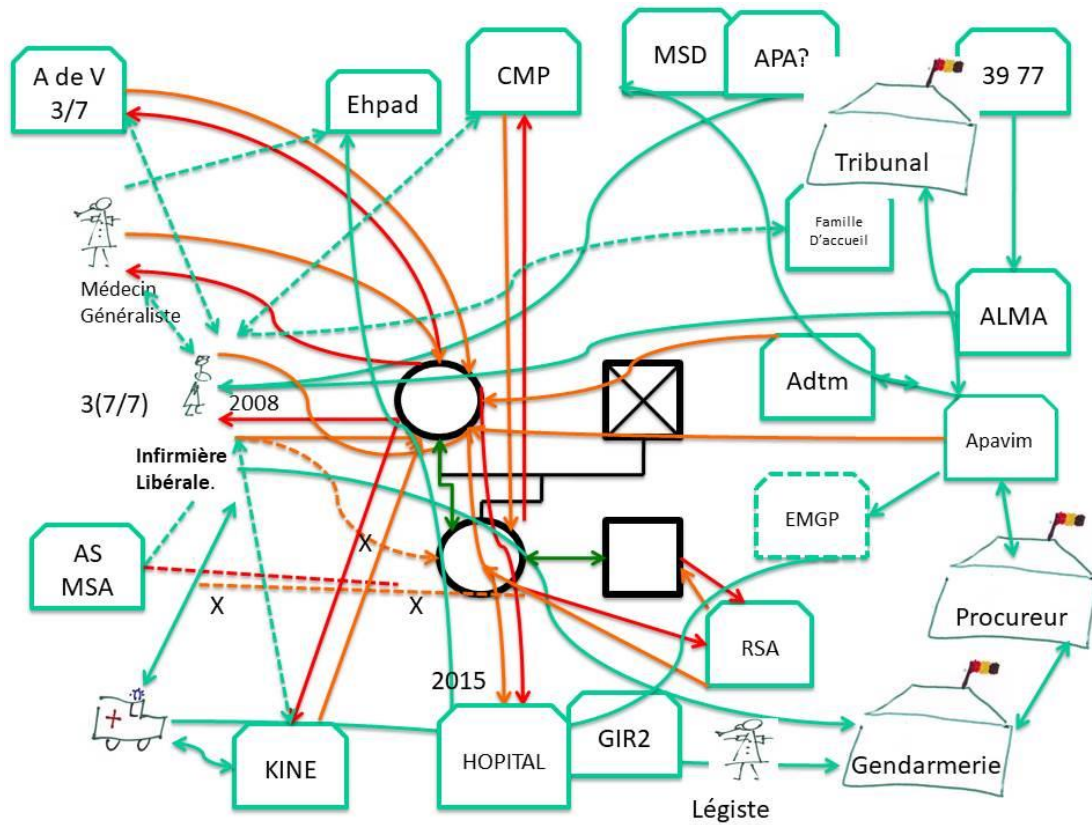 A de V
3/7
Ehpad
CMP
MSD
APA?
39 77
Tribunal
Famille
D'accueil
Médecin
Généraliste
ALMA
Adtm
3(7/7)
2008
Apavim
Infirmière
Libérale.
EMGP
X
AS
MSA
X
X
Procureur
RSA
2015
KINE
HOPITAL
GIR2
Gendarmerie
Légiste